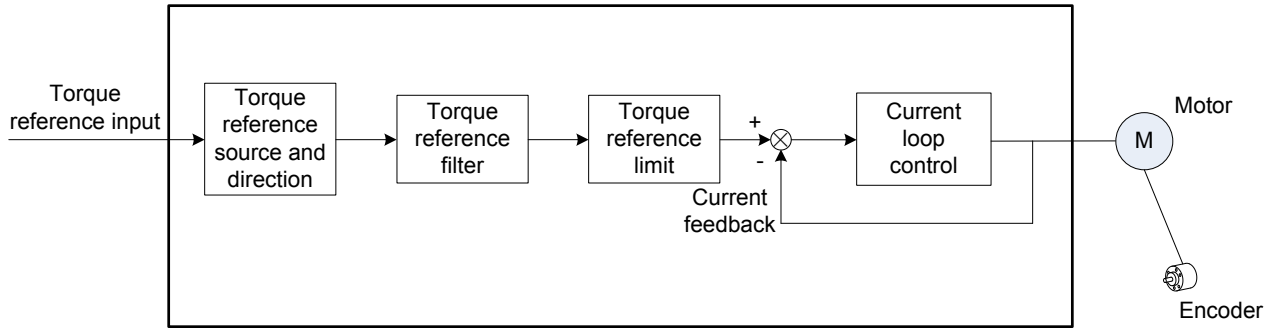 Torque
reference input
Torque
reference
source and
direction
Torque
reference
filter
Torque
reference
limit
+
-
Current
feedback
Current
loop
control
Motor
M
Encoder